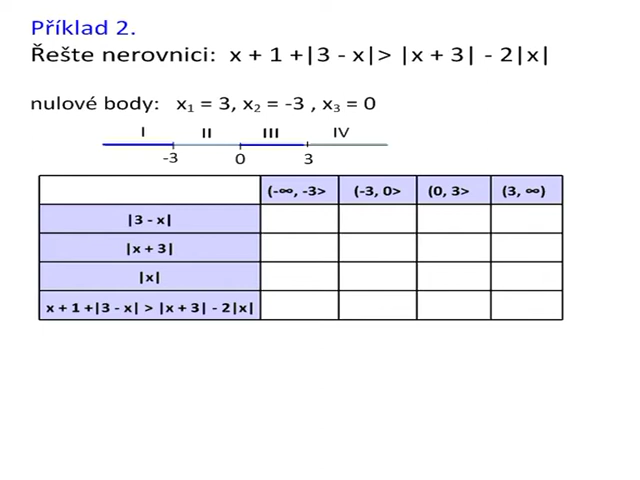 Příklad 2.
Řešte nerovnici: x + 1 +|3 - x|> |x + 3| - 2|x|
nulové body: x₁ = 3, x₂ = -3 , x₃ = 0
I II III IV
-3 0 3
(-∞, -3> (-3, 0> (0, 3> (3, ∞)
|3 - x|
|x + 3|
|x|
x + 1 +|3 - x| > |x + 3| - 2|x|